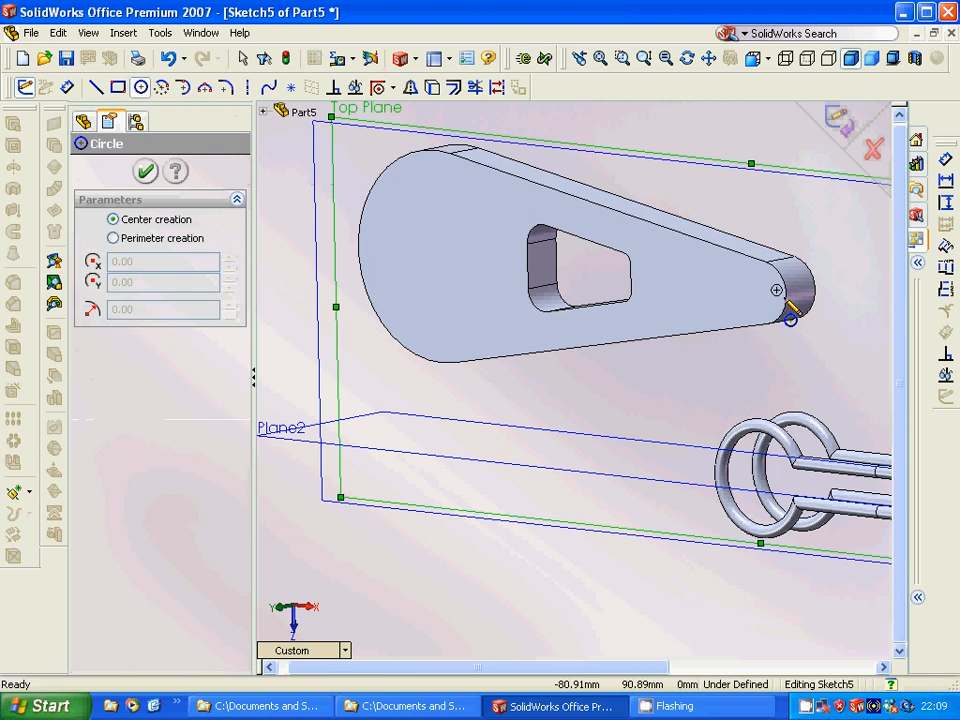 SolidWorks Office Premium 2007 - [Sketch5 of Part5 *]
File Edit View Insert Tools Window Help
SolidWorks Search
Part5
Top Plane
Circle
Parameters
Center creation
Perimeter creation
0.00
0.00
0.00
Plane2
Y X
Z
Custom
Ready
-80.91mm 90.89mm 0mm Under Defined Editing Sketch5
Start
C:\Documents and S...
C:\Documents and S...
SolidWorks Office Pr...
Flashing
22:09